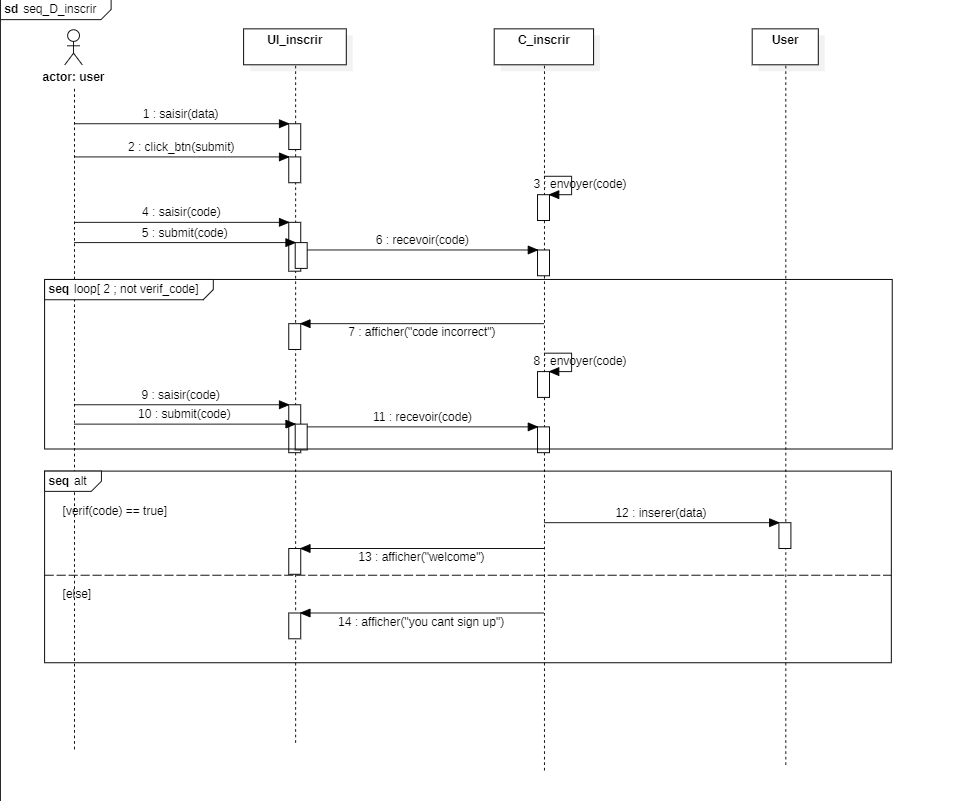 sd seq_D_inscrir
actor: user
UI_inscrir
C_inscrir
User
1 : saisir(data)
2 : click_btn(submit)
3 : envoyer(code)
4 : saisir(code)
5 : submit(code)
6 : recevoir(code)
seq loop[ 2 ; not verif_code]
7 : afficher("code incorrect")
8 : envoyer(code)
9 : saisir(code)
10 : submit(code)
11 : recevoir(code)
seq alt
[verif(code) == true]
12 : inserer(data)
13 : afficher("welcome")
[else]
14 : afficher("you cant sign up")